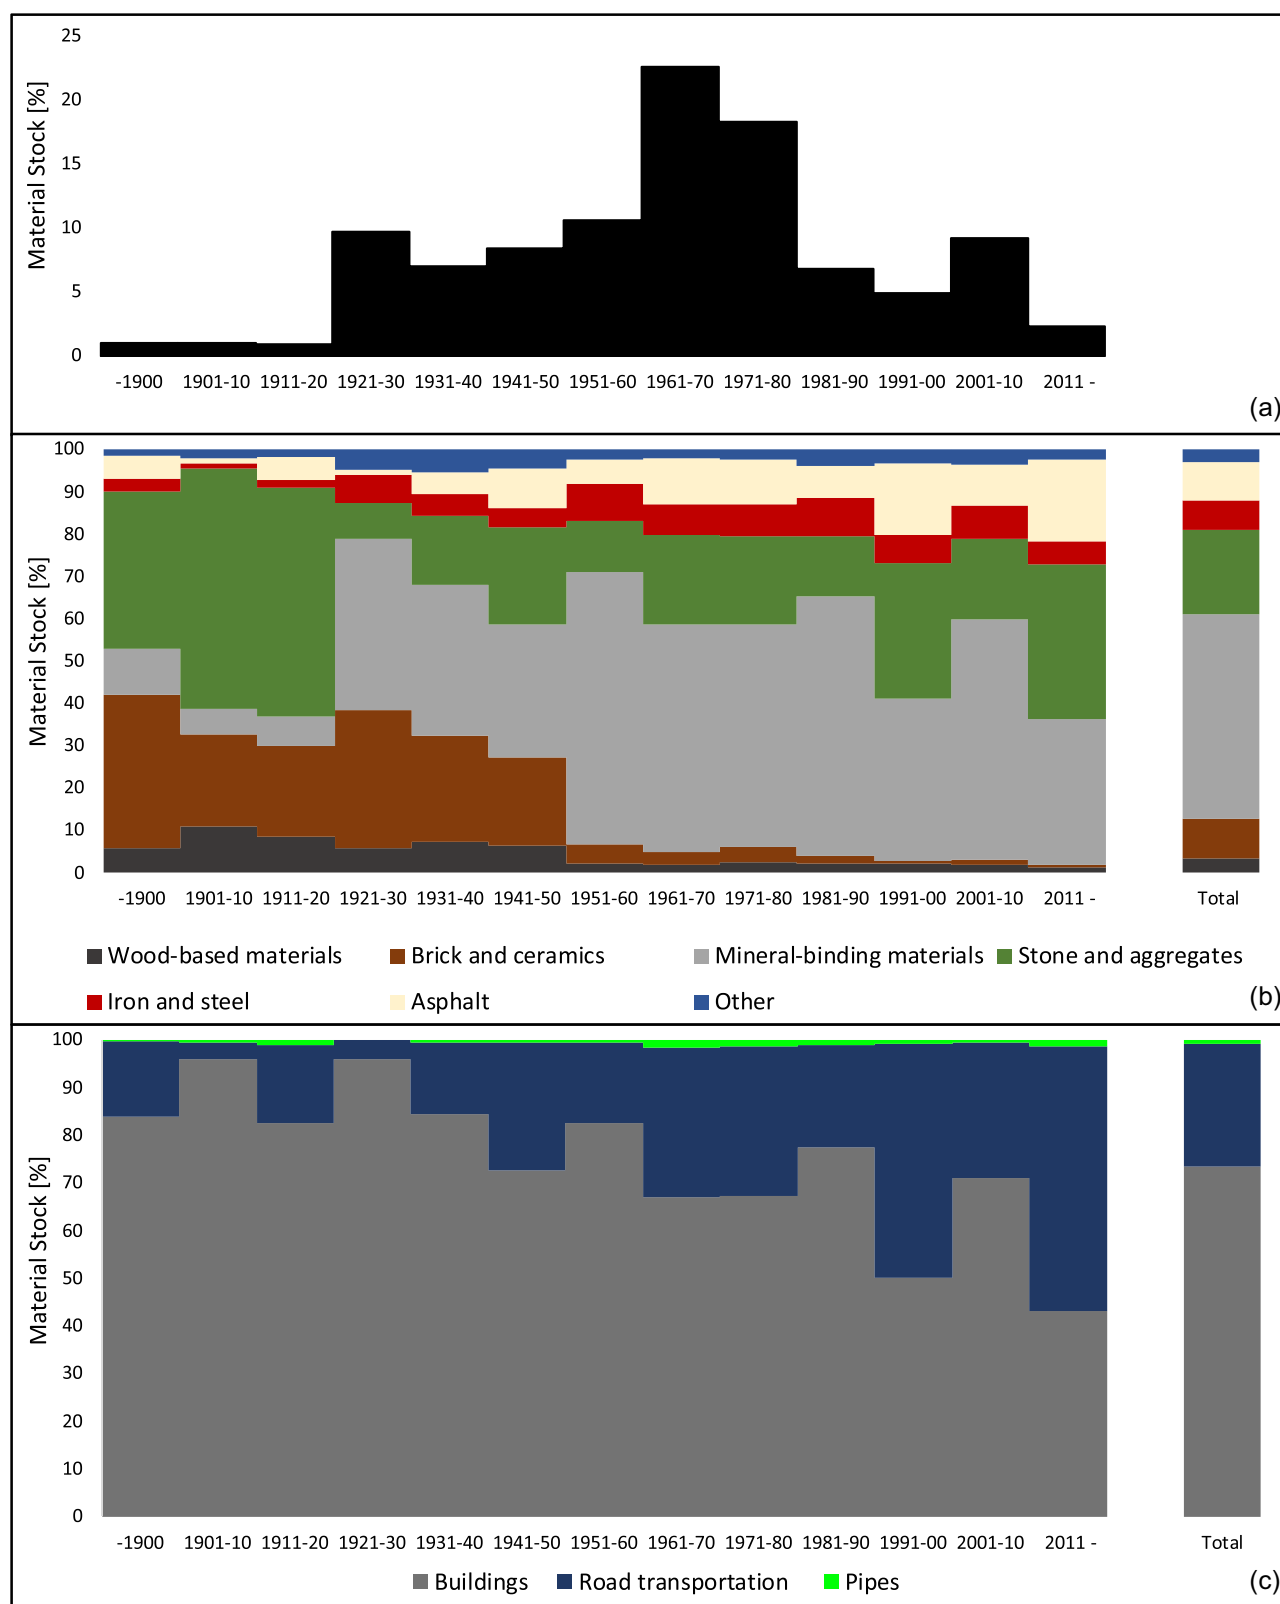 25
20
15
10
5
0
Material Stock [%]
-1900 1901-10 1911-20 1921-30 1931-40 1941-50 1951-60 1961-70 1971-80 1981-90 1991-00 2001-10 2011 -
(a)
100
90
80
70
60
50
40
30
20
10
0
Material Stock [%]
-1900 1901-10 1911-20 1921-30 1931-40 1941-50 1951-60 1961-70 1971-80 1981-90 1991-00 2001-10 2011 - Total
Wood-based materials Brick and ceramics Mineral-binding materials Stone and aggregates
Iron and steel Asphalt Other
(b)
100
90
80
70
60
50
40
30
20
10
0
Material Stock [%]
-1900 1901-10 1911-20 1921-30 1931-40 1941-50 1951-60 1961-70 1971-80 1981-90 1991-00 2001-10 2011 - Total
Buildings Road transportation Pipes
(c)